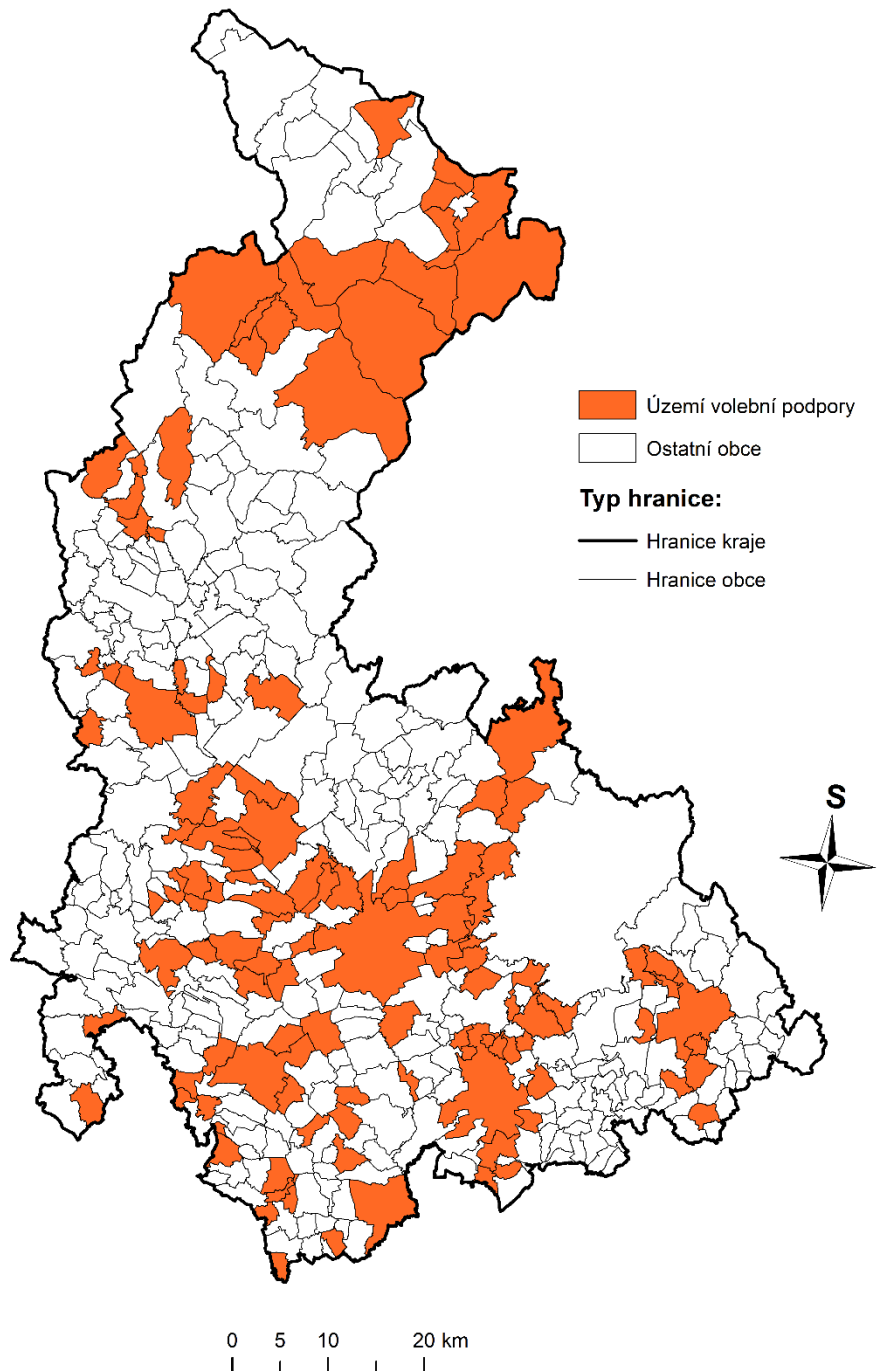 Území volební podpory
Ostatní obce
Typ hranice:
Hranice kraje
Hranice obce
S
0 5 10 20 km